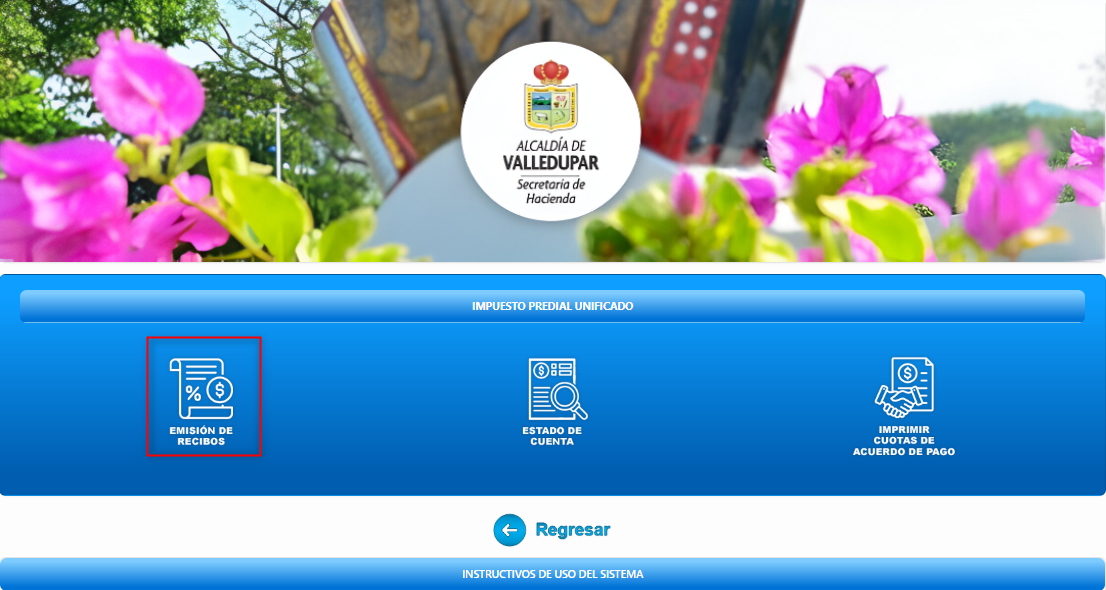 ALCALDÍA DE
VALLEDUPAR
Secretaría de
Hacienda
IMPUESTO PREDIAL UNIFICADO
% $
EMISIÓN DE
RECIBOS
$
ESTADO DE
CUENTA
$
IMPRIMIR
CUOTAS DE
ACUERDO DE PAGO
Regresar
INSTRUCTIVOS DE USO DEL SISTEMA